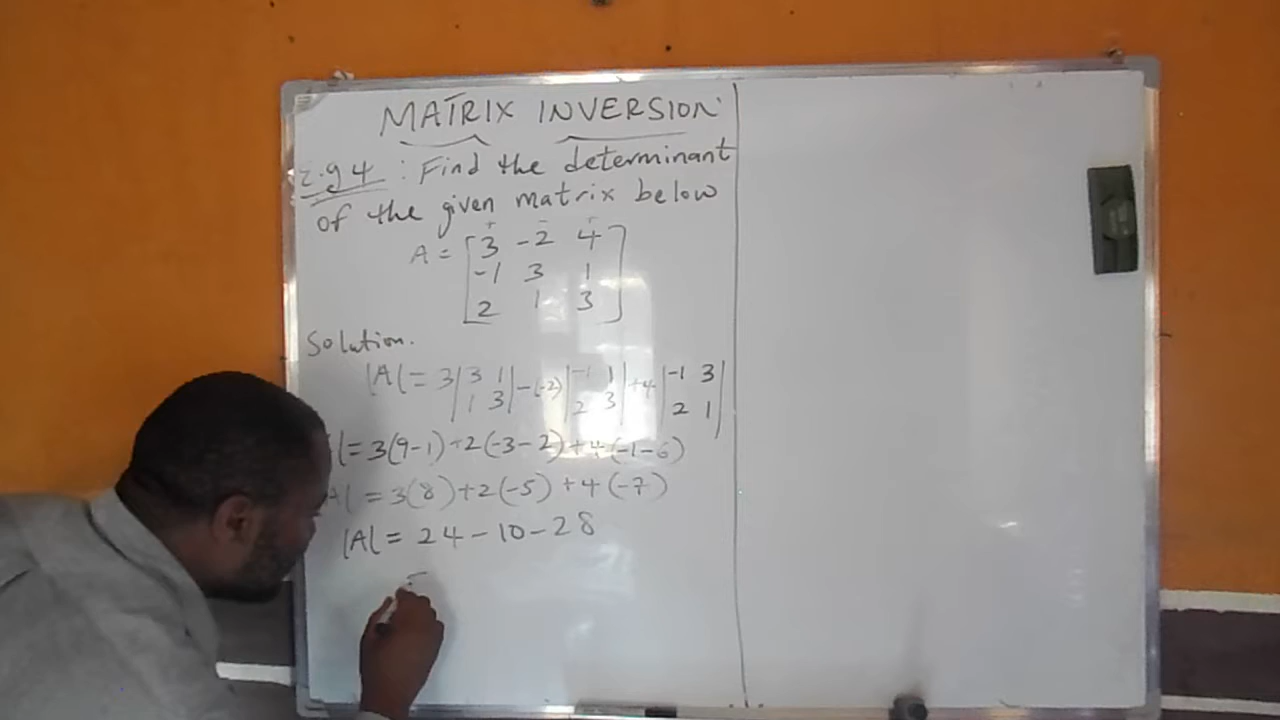 MATRIX INVERSION
E.g 4 : Find the determinant
of the given matrix below
+ - +
A = [3 -2 4
-1 3 1
2 1 3]
Solution.
|A| = 3|3 1 1 3| -(-2)|-1 1 2 3| +4|-1 3 2 1|
|= 3(9-1)+2(-3-2)+4(-1-6)
A| = 3(8)+2(-5)+4(-7)
|A| = 24-10-28